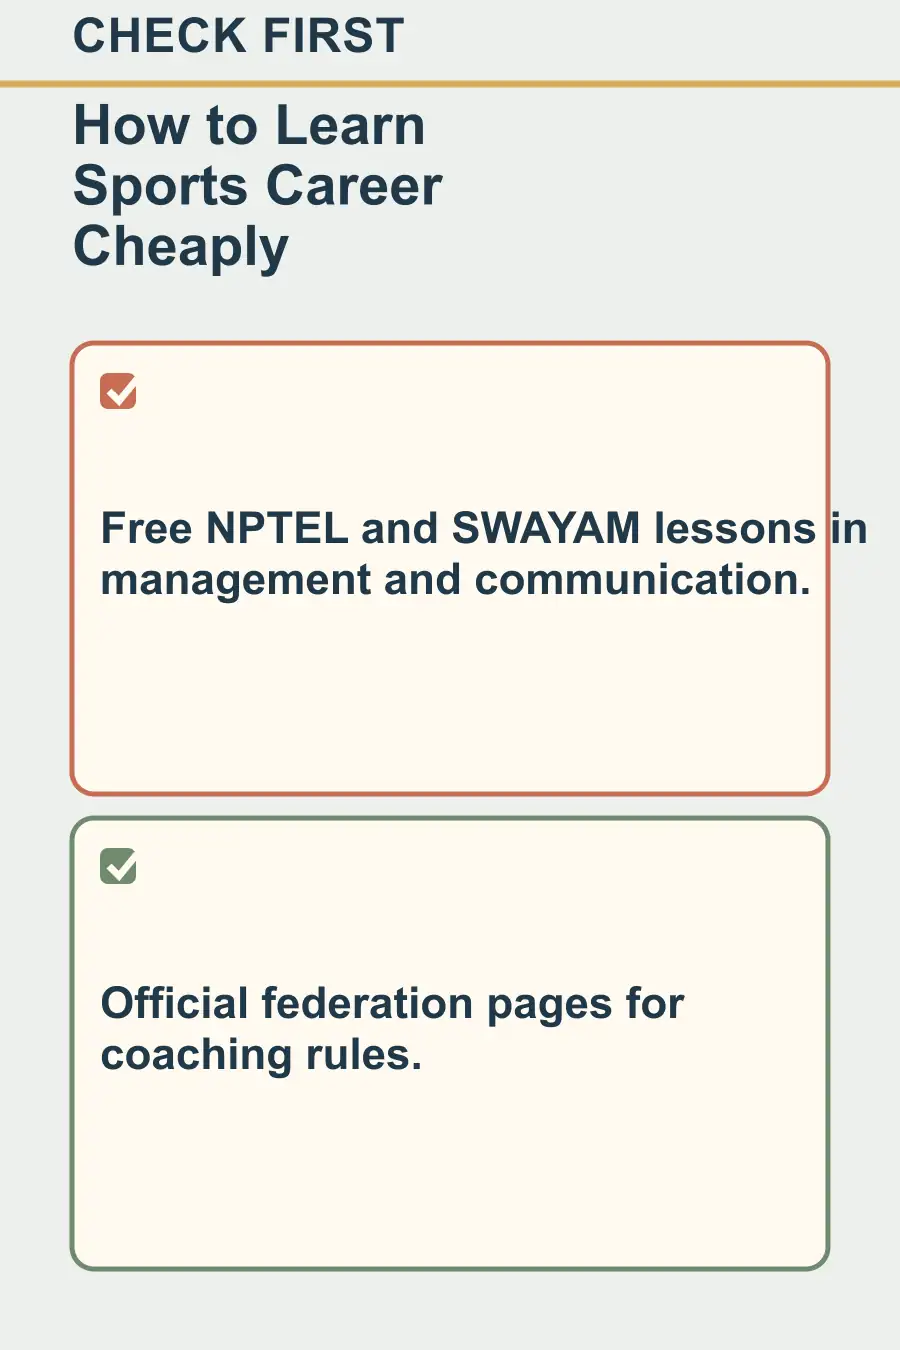 CHECK FIRST
How to Learn
Sports Career
Cheaply
Free NPTEL and SWAYAM lessons in
management and communication.
Official federation pages for
coaching rules.